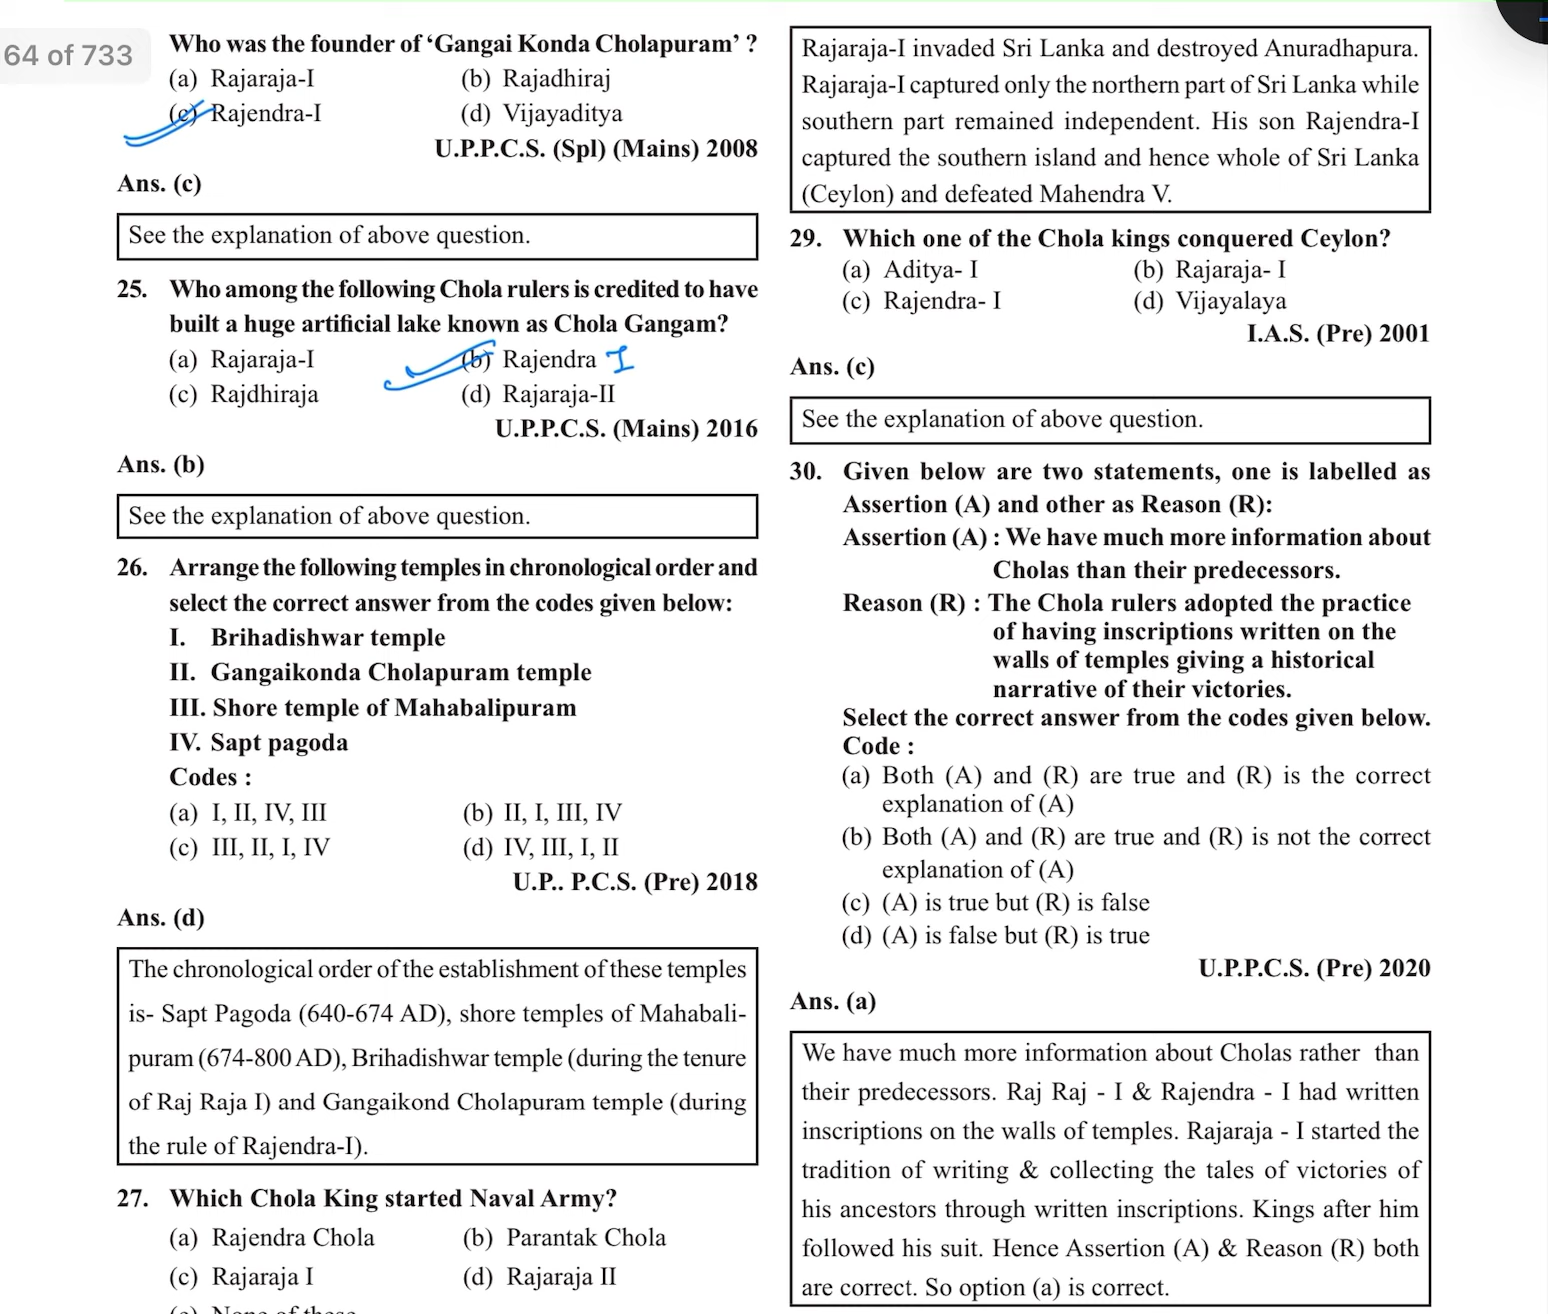 64 of 733
Who was the founder of ‘Gangai Konda Cholapuram’ ?
(a) Rajaraja-I (b) Rajadhiraj
(c) Rajendra-I (d) Vijayaditya
U.P.P.C.S. (Spl) (Mains) 2008
Ans. (c)
See the explanation of above question.
25. Who among the following Chola rulers is credited to have
built a huge artificial lake known as Chola Gangam?
(a) Rajaraja-I (b) Rajendra I
(c) Rajdhiraja (d) Rajaraja-II
U.P.P.C.S. (Mains) 2016
Ans. (b)
See the explanation of above question.
26. Arrange the following temples in chronological order and
select the correct answer from the codes given below:
I. Brihadishwar temple
II. Gangaikonda Cholapuram temple
III. Shore temple of Mahabalipuram
IV. Sapt pagoda
Codes :
(a) I, II, IV, III (b) II, I, III, IV
(c) III, II, I, IV (d) IV, III, I, II
U.P.. P.C.S. (Pre) 2018
Ans. (d)
The chronological order of the establishment of these temples
is- Sapt Pagoda (640-674 AD), shore temples of Mahabali-
puram (674-800 AD), Brihadishwar temple (during the tenure
of Raj Raja I) and Gangaikond Cholapuram temple (during
the rule of Rajendra-I).
27. Which Chola King started Naval Army?
(a) Rajendra Chola (b) Parantak Chola
(c) Rajaraja I (d) Rajaraja II
(e) None of these
Rajaraja-I invaded Sri Lanka and destroyed Anuradhapura.
Rajaraja-I captured only the northern part of Sri Lanka while
southern part remained independent. His son Rajendra-I
captured the southern island and hence whole of Sri Lanka
(Ceylon) and defeated Mahendra V.
29. Which one of the Chola kings conquered Ceylon?
(a) Aditya- I (b) Rajaraja- I
(c) Rajendra- I (d) Vijayalaya
I.A.S. (Pre) 2001
Ans. (c)
See the explanation of above question.
30. Given below are two statements, one is labelled as
Assertion (A) and other as Reason (R):
Assertion (A) : We have much more information about
Cholas than their predecessors.
Reason (R) : The Chola rulers adopted the practice
of having inscriptions written on the
walls of temples giving a historical
narrative of their victories.
Select the correct answer from the codes given below.
Code :
(a) Both (A) and (R) are true and (R) is the correct
explanation of (A)
(b) Both (A) and (R) are true and (R) is not the correct
explanation of (A)
(c) (A) is true but (R) is false
(d) (A) is false but (R) is true
U.P.P.C.S. (Pre) 2020
Ans. (a)
We have much more information about Cholas rather than
their predecessors. Raj Raj - I & Rajendra - I had written
inscriptions on the walls of temples. Rajaraja - I started the
tradition of writing & collecting the tales of victories of
his ancestors through written inscriptions. Kings after him
followed his suit. Hence Assertion (A) & Reason (R) both
are correct. So option (a) is correct.